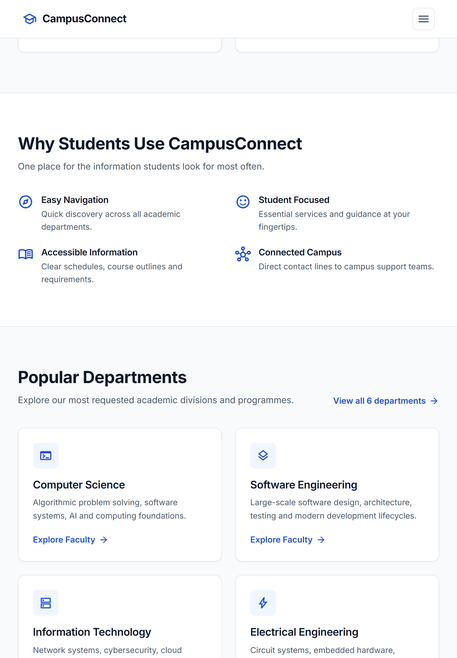 CampusConnect
Why Students Use CampusConnect
One place for the information students look for most often.
Easy Navigation
Quick discovery across all academic
departments.
Student Focused
Essential services and guidance at your
fingertips.
Accessible Information
Clear schedules, course outlines and
requirements.
Connected Campus
Direct contact lines to campus support teams.
Popular Departments
Explore our most requested academic divisions and programmes.
View all 6 departments →
Computer Science
Algorithmic problem solving, software
systems, AI and computing foundations.
Explore Faculty →
Software Engineering
Large-scale software design, architecture,
testing and modern development lifecycles.
Explore Faculty →
Information Technology
Network systems, cybersecurity, cloud
Electrical Engineering
Circuit systems, embedded hardware,